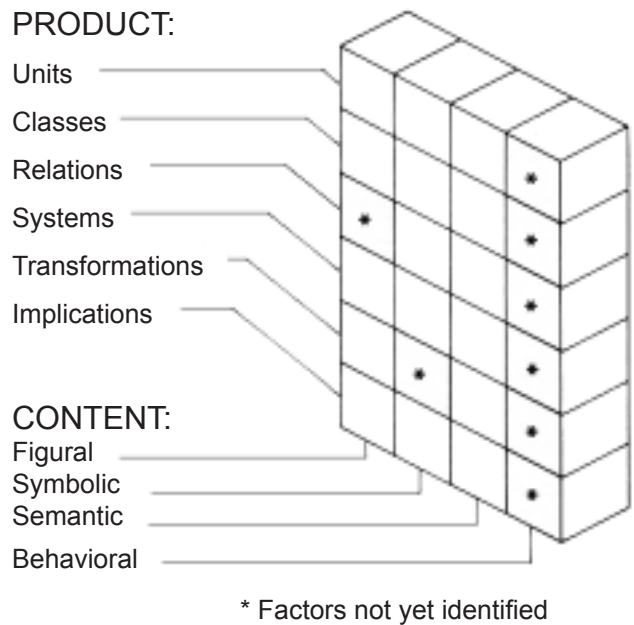 PRODUCT:
Units
Classes
Relations
Systems
Transformations
Implications
CONTENT:
Figural
Symbolic
Semantic
Behavioral
* Factors not yet identified